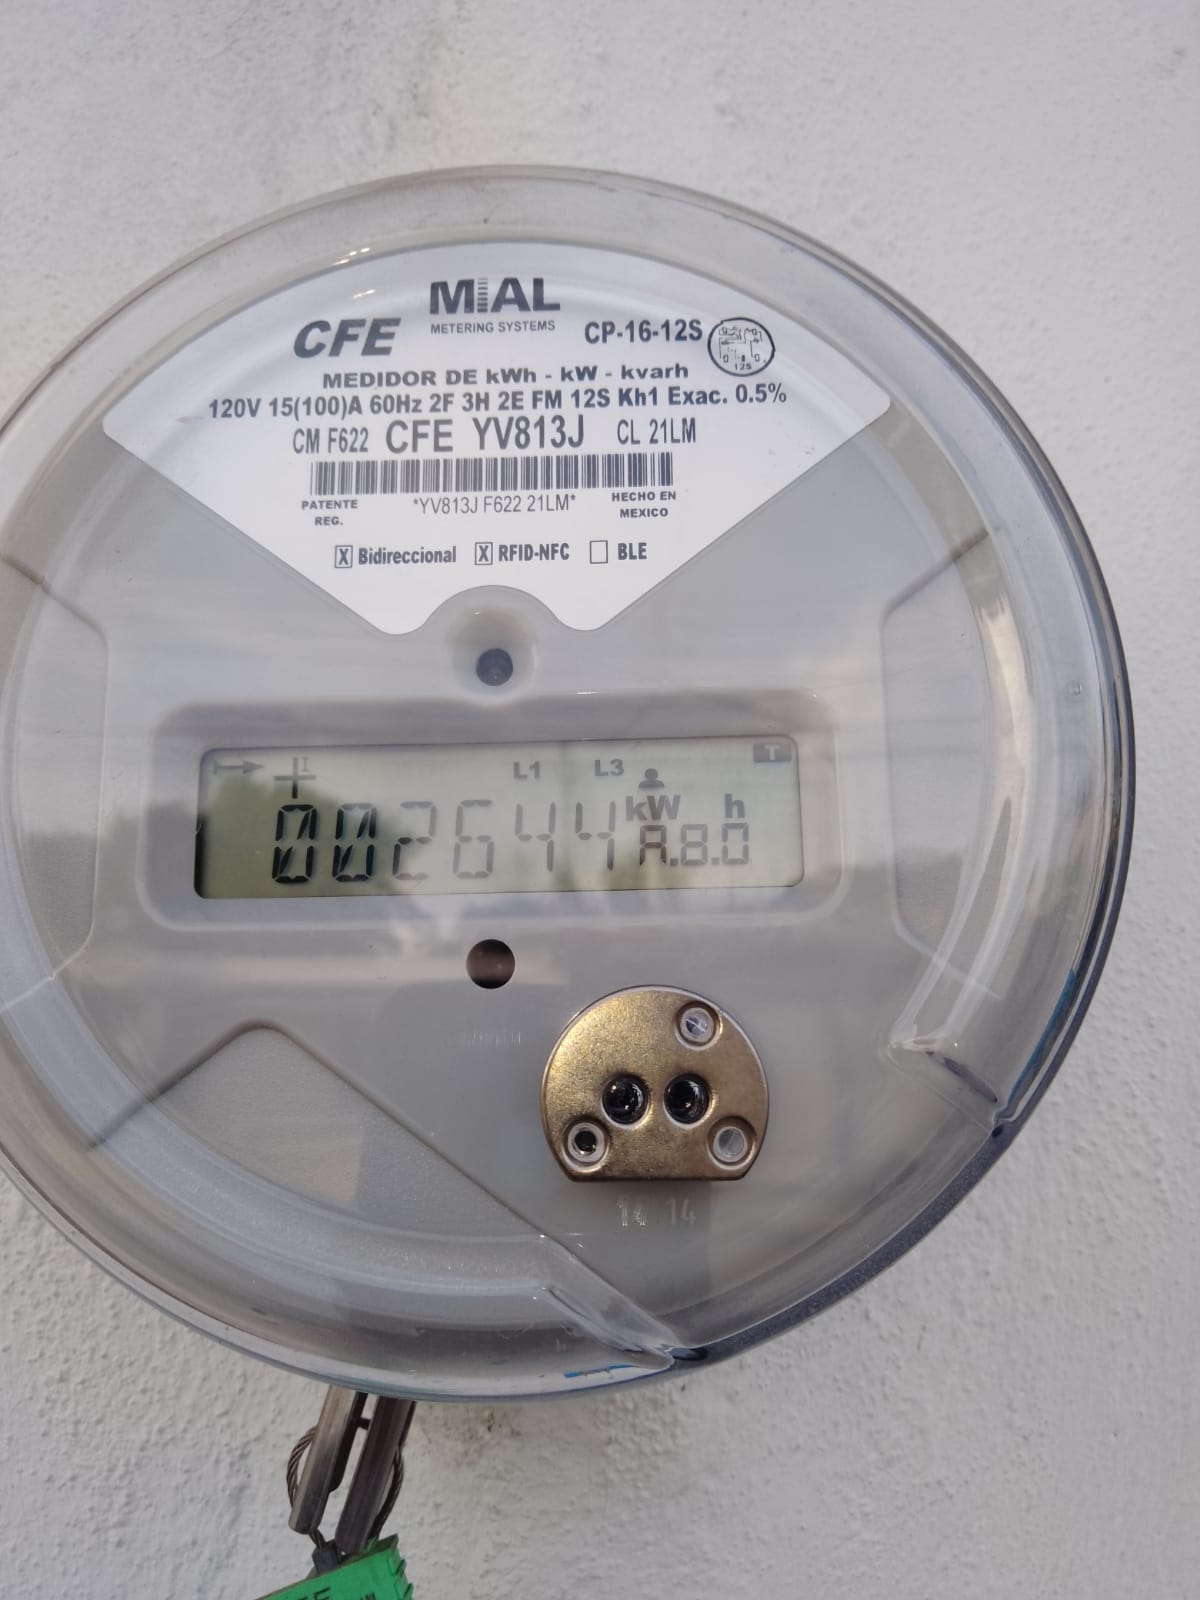 MIAL
METERING SYSTEMS
CFE
CP-16-12S
12S
MEDIDOR DE kWh - kW - kvarh
120V 15(100)A 60Hz 2F 3H 2E FM 12S Kh1 Exac. 0.5%
CM F622 CFE YV813J CL 21LM
PATENTE REG.
*YV813J F622 21LM*
HECHO EN MEXICO
X Bidireccional X RFID-NFC BLE
I L1 L3 T
kW h
002644 A.8.0
14 14